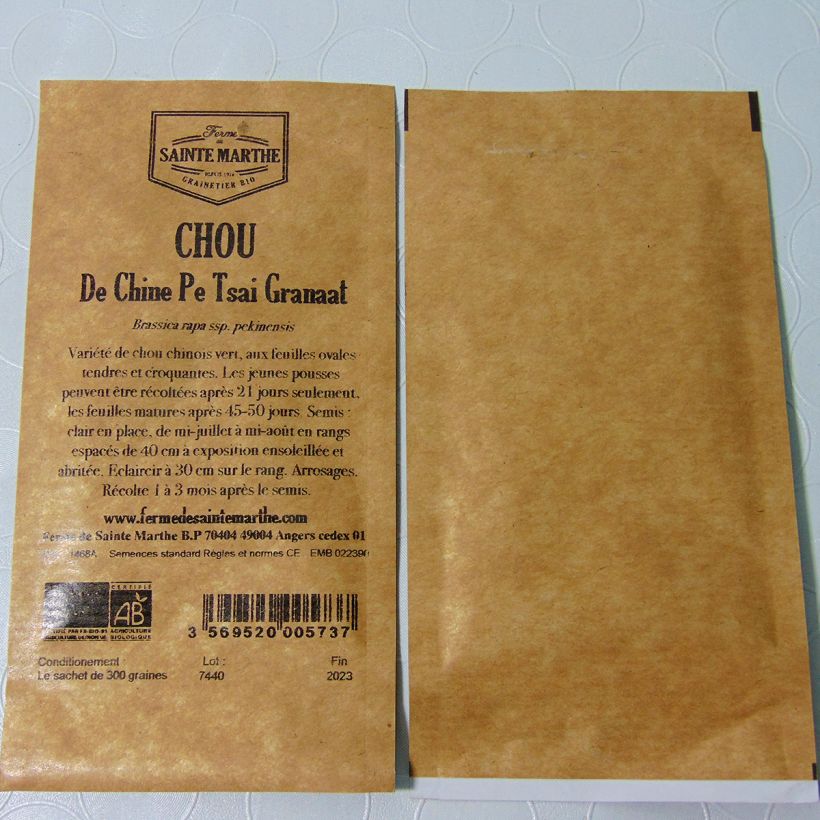 Ferme
de
SAINTE MARTHE
DEPUIS 1974
GRAINETIER BIO
CHOU
De Chine Pe Tsai Granaat
Brassica rapa ssp. pekinensis
Variété de chou chinois vert, aux feuilles ovales
tendres et croquantes. Les jeunes pousses
peuvent être récoltées après 21 jours seulement,
les feuilles matures après 45-50 jours. Semis :
clair en place, de mi-juillet à mi-août en rangs
espacés de 40 cm à exposition ensoleillée et
abritée. Eclaircir à 30 cm sur le rang. Arrosages.
Récolte 1 à 3 mois après le semis.
www.fermedesaintemarthe.com
Ferme de Sainte Marthe B.P 70404 49004 Angers cedex 01
1468A Semences standard Règles et normes CE EMB 02239
CERTIFIÉ
AB
AGRICULTURE
BIOLOGIQUE
3 569520 005737
Conditionement : Lot : Fin
Le sachet de 300 graines 7440 2023